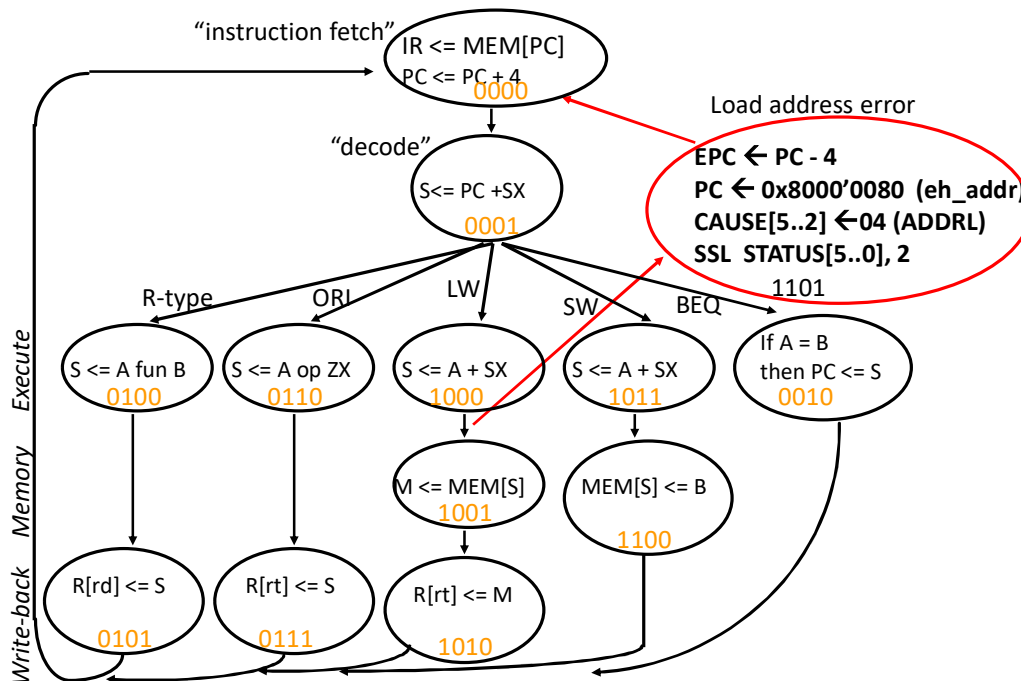 “instruction fetch”
IR <= MEM[PC]
PC <= PC + 4
0000
Load address error
“decode”
EPC ← PC - 4
PC ← 0x8000'0080 (eh_addr)
CAUSE[5..2] ←04 (ADDRL)
SSL STATUS[5..0], 2
1101
S<= PC +SX
0001
R-type
ORI
LW
SW
BEQ
Execute
S <= A fun B
0100
S <= A op ZX
0110
S <= A + SX
1000
S <= A + SX
1011
If A = B
then PC <= S
0010
Memory
M <= MEM[S]
1001
MEM[S] <= B
1100
Write-back
R[rd] <= S
0101
R[rt] <= S
0111
R[rt] <= M
1010